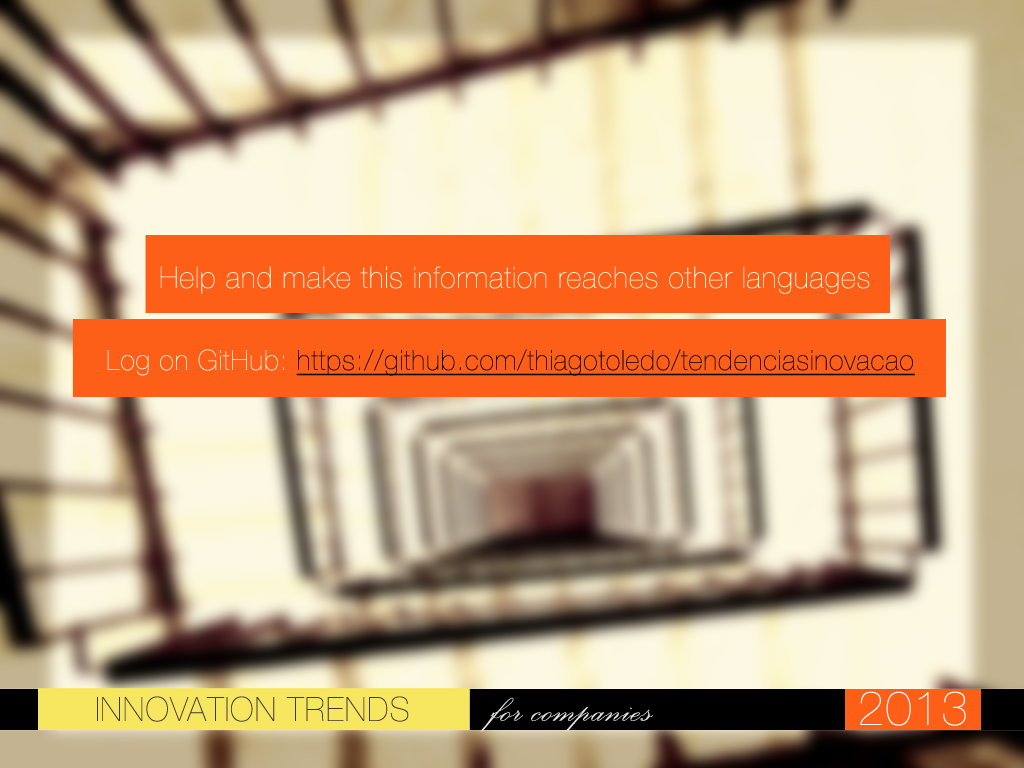 Help and make this information reaches other languages
Log on GitHub: https://github.com/thiagotoledo/tendenciasinovacao
INNOVATION TRENDS for companies 2013